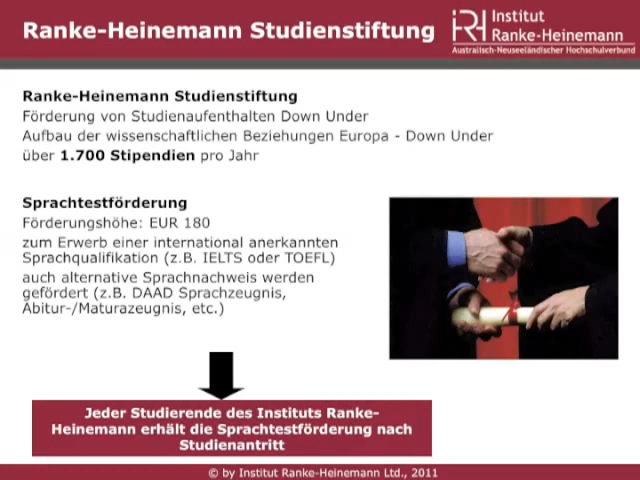 Ranke-Heinemann Studienstiftung
iRH Institut
Ranke-Heinemann
Australisch-Neuseeländischer Hochschulverbund
Ranke-Heinemann Studienstiftung
Förderung von Studienaufenthalten Down Under
Aufbau der wissenschaftlichen Beziehungen Europa - Down Under
über 1.700 Stipendien pro Jahr
Sprachtestförderung
Förderungshöhe: EUR 180
zum Erwerb einer international anerkannten
Sprachqualifikation (z.B. IELTS oder TOEFL)
auch alternative Sprachnachweis werden
gefördert (z.B. DAAD Sprachzeugnis,
Abitur-/Maturazeugnis, etc.)
Jeder Studierende des Instituts Ranke-
Heinemann erhält die Sprachtestförderung nach
Studienantritt
© by Institut Ranke-Heinemann Ltd., 2011